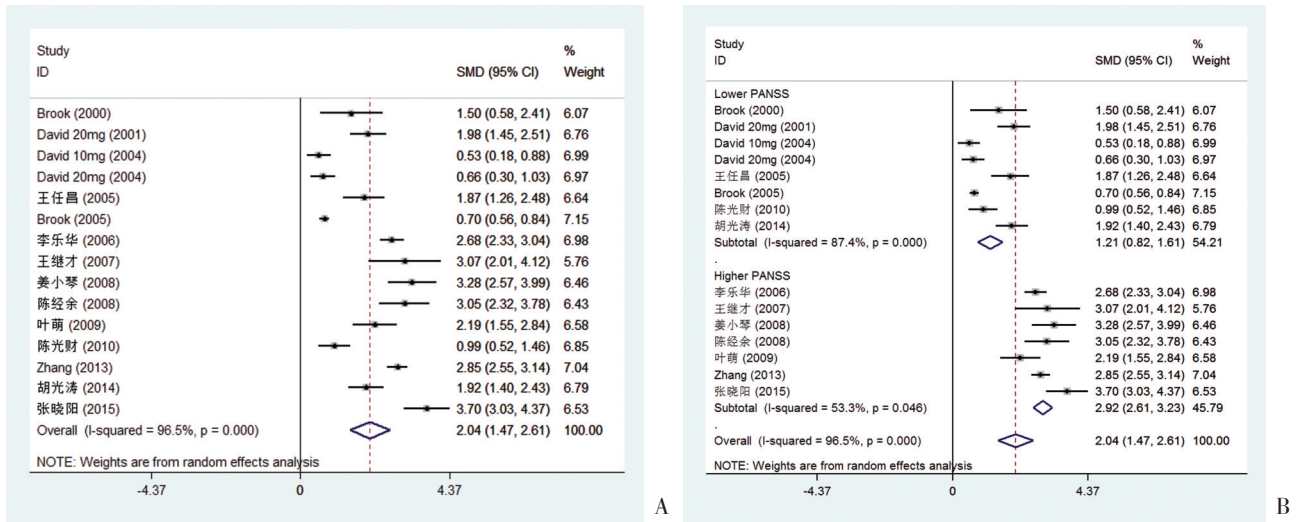 Study %
ID SMD (95% CI) Weight
Brook (2000) 1.50 (0.58, 2.41) 6.07
David 20mg (2001) 1.98 (1.45, 2.51) 6.76
David 10mg (2004) 0.53 (0.18, 0.88) 6.99
David 20mg (2004) 0.66 (0.30, 1.03) 6.97
王任昌 (2005) 1.87 (1.26, 2.48) 6.64
Brook (2005) 0.70 (0.56, 0.84) 7.15
李乐华 (2006) 2.68 (2.33, 3.04) 6.98
王继才 (2007) 3.07 (2.01, 4.12) 5.76
姜小琴 (2008) 3.28 (2.57, 3.99) 6.46
陈经余 (2008) 3.05 (2.32, 3.78) 6.43
叶萌 (2009) 2.19 (1.55, 2.84) 6.58
陈光财 (2010) 0.99 (0.52, 1.46) 6.85
Zhang (2013) 2.85 (2.55, 3.14) 7.04
胡光涛 (2014) 1.92 (1.40, 2.43) 6.79
张晓阳 (2015) 3.70 (3.03, 4.37) 6.53
Overall (I-squared = 96.5%, p = 0.000) 2.04 (1.47, 2.61) 100.00
NOTE: Weights are from random effects analysis
-4.37 0 4.37
A
Study %
ID SMD (95% CI) Weight
Lower PANSS
Brook (2000) 1.50 (0.58, 2.41) 6.07
David 20mg (2001) 1.98 (1.45, 2.51) 6.76
David 10mg (2004) 0.53 (0.18, 0.88) 6.99
David 20mg (2004) 0.66 (0.30, 1.03) 6.97
王任昌 (2005) 1.87 (1.26, 2.48) 6.64
Brook (2005) 0.70 (0.56, 0.84) 7.15
陈光财 (2010) 0.99 (0.52, 1.46) 6.85
胡光涛 (2014) 1.92 (1.40, 2.43) 6.79
Subtotal (I-squared = 87.4%, p = 0.000) 1.21 (0.82, 1.61) 54.21
.
Higher PANSS
李乐华 (2006) 2.68 (2.33, 3.04) 6.98
王继才 (2007) 3.07 (2.01, 4.12) 5.76
姜小琴 (2008) 3.28 (2.57, 3.99) 6.46
陈经余 (2008) 3.05 (2.32, 3.78) 6.43
叶萌 (2009) 2.19 (1.55, 2.84) 6.58
Zhang (2013) 2.85 (2.55, 3.14) 7.04
张晓阳 (2015) 3.70 (3.03, 4.37) 6.53
Subtotal (I-squared = 53.3%, p = 0.046) 2.92 (2.61, 3.23) 45.79
.
Overall (I-squared = 96.5%, p = 0.000) 2.04 (1.47, 2.61) 100.00
NOTE: Weights are from random effects analysis
-4.37 0 4.37
B